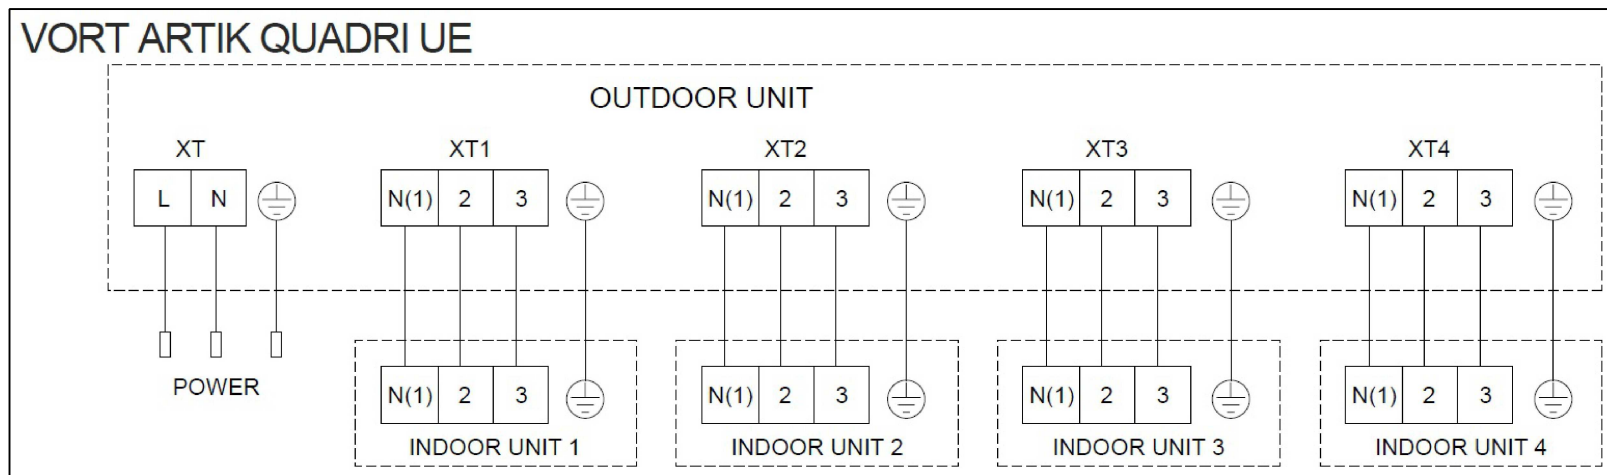 VORT ARTIK QUADRI UE
OUTDOOR UNIT
XT XT1 XT2 XT3 XT4
L N N(1) 2 3 N(1) 2 3 N(1) 2 3 N(1) 2 3
POWER N(1) 2 3 N(1) 2 3 N(1) 2 3 N(1) 2 3
INDOOR UNIT 1 INDOOR UNIT 2 INDOOR UNIT 3 INDOOR UNIT 4